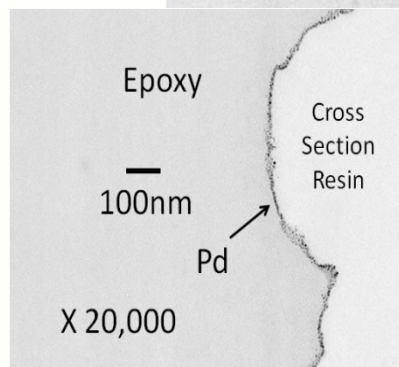 Epoxy
Cross
Section
Resin
100nm
Pd
X 20,000